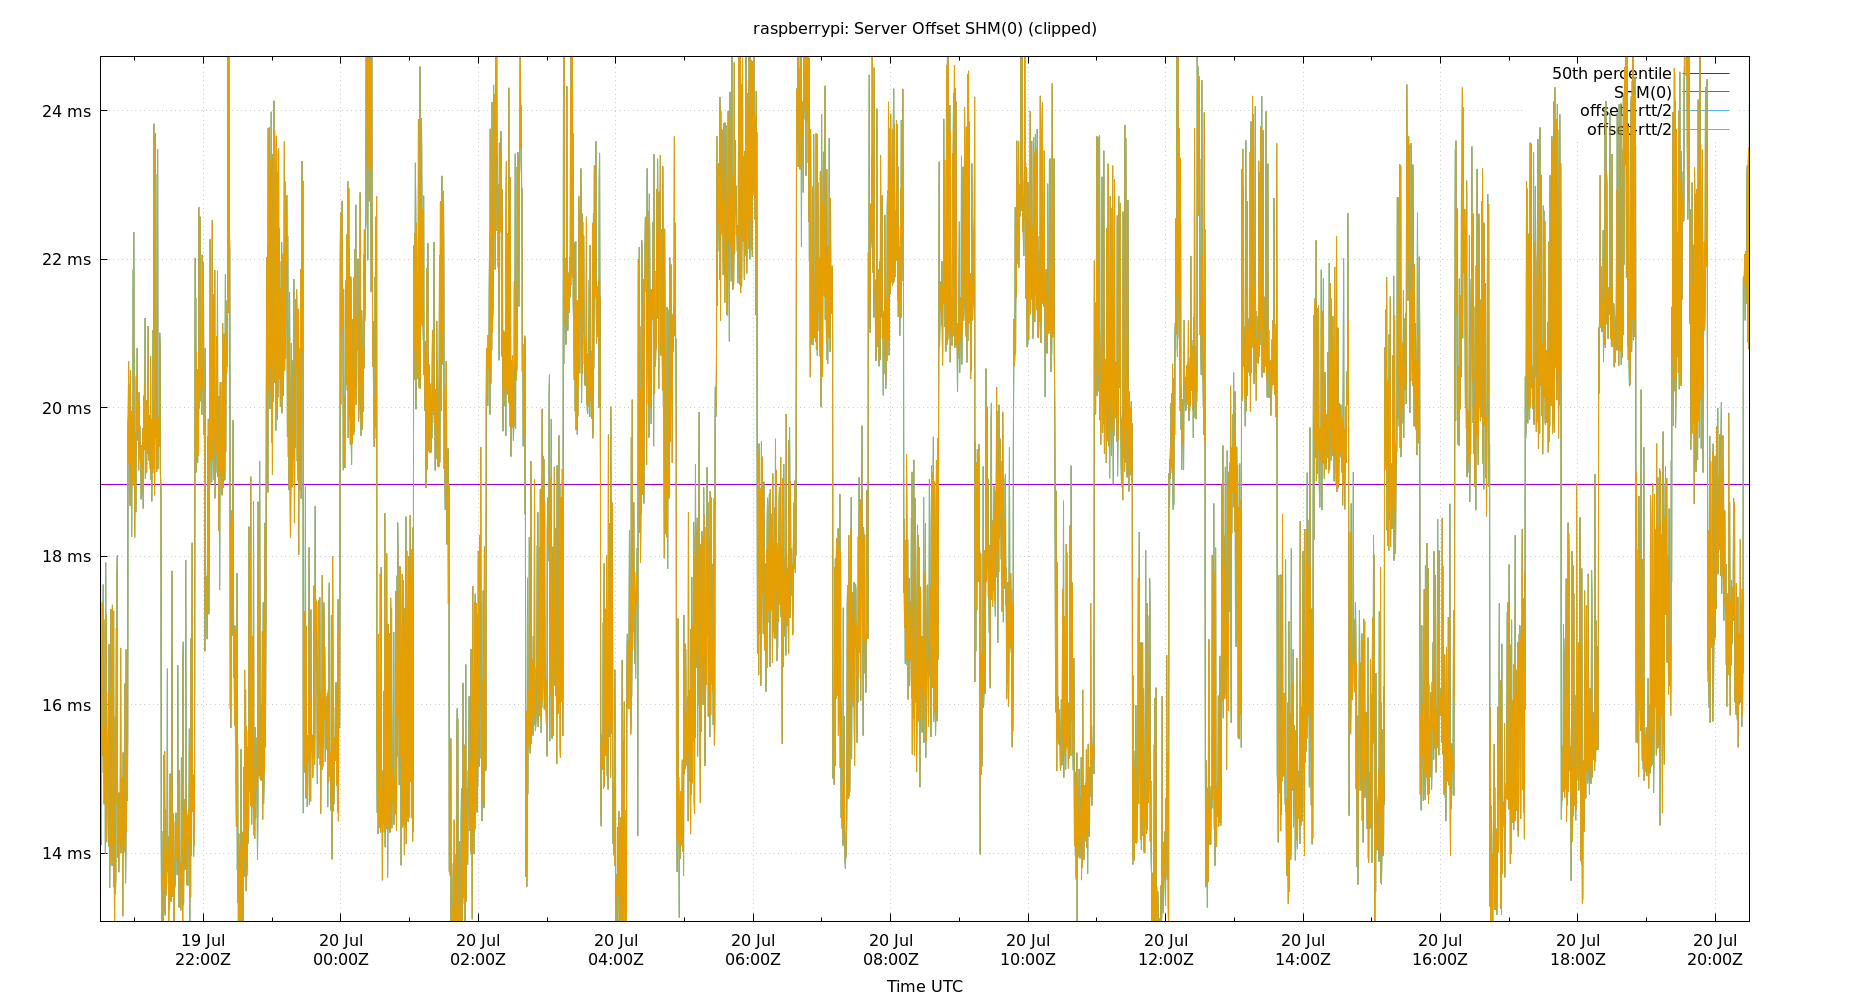 raspberrypi: Server Offset SHM(0) (clipped)
50th percentile
SHM(0)
offset+rtt/2
offset-rtt/2
24 ms
22 ms
20 ms
18 ms
16 ms
14 ms
19 Jul 20 Jul 20 Jul 20 Jul 20 Jul 20 Jul 20 Jul 20 Jul 20 Jul 20 Jul 20 Jul 20 Jul
22:00Z 00:00Z 02:00Z 04:00Z 06:00Z 08:00Z 10:00Z 12:00Z 14:00Z 16:00Z 18:00Z 20:00Z
Time UTC